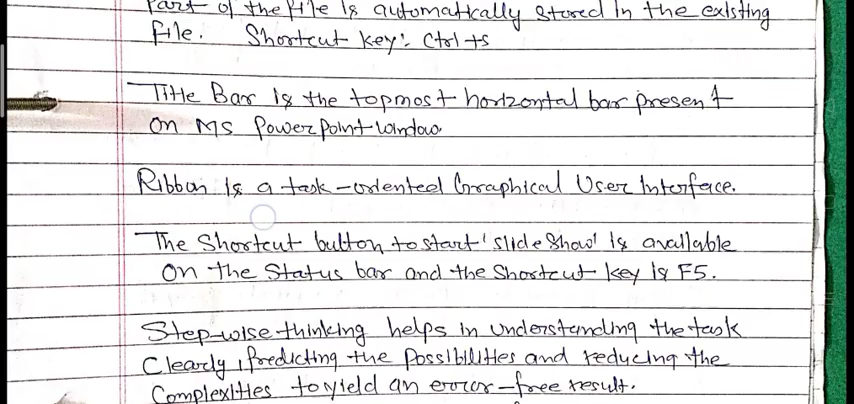 Part of the file is automatically stored in the existing
file. Shortcut key: Ctrl+s
Title Bar is the topmost horizontal bar present
on MS PowerPoint window
Ribbon is a task-oriented Graphical User Interface.
The Shortcut button to start 'slide Show' is available
on the Status bar and the Shortcut key is F5.
Step-wise thinking helps in understanding the task
Clearly, predicting the possibilities and reducing the
Complexities to yield an error-free result.